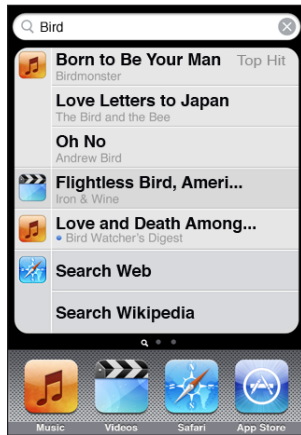 Bird
Born to Be Your Man Top Hit
Birdmonster
Love Letters to Japan
The Bird and the Bee
Oh No
Andrew Bird
Flightless Bird, Ameri...
Iron & Wine
Love and Death Among...
Bird Watcher's Digest
Search Web
Search Wikipedia
Music Videos Safari App Store